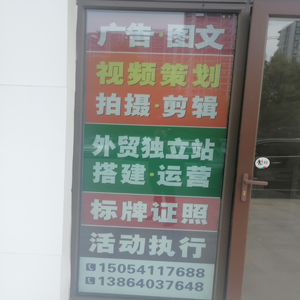 广告·图文
视频策划
拍摄·剪辑
外贸独立站
搭建·运营
标牌证照
活动执行
15054117688
13864037648